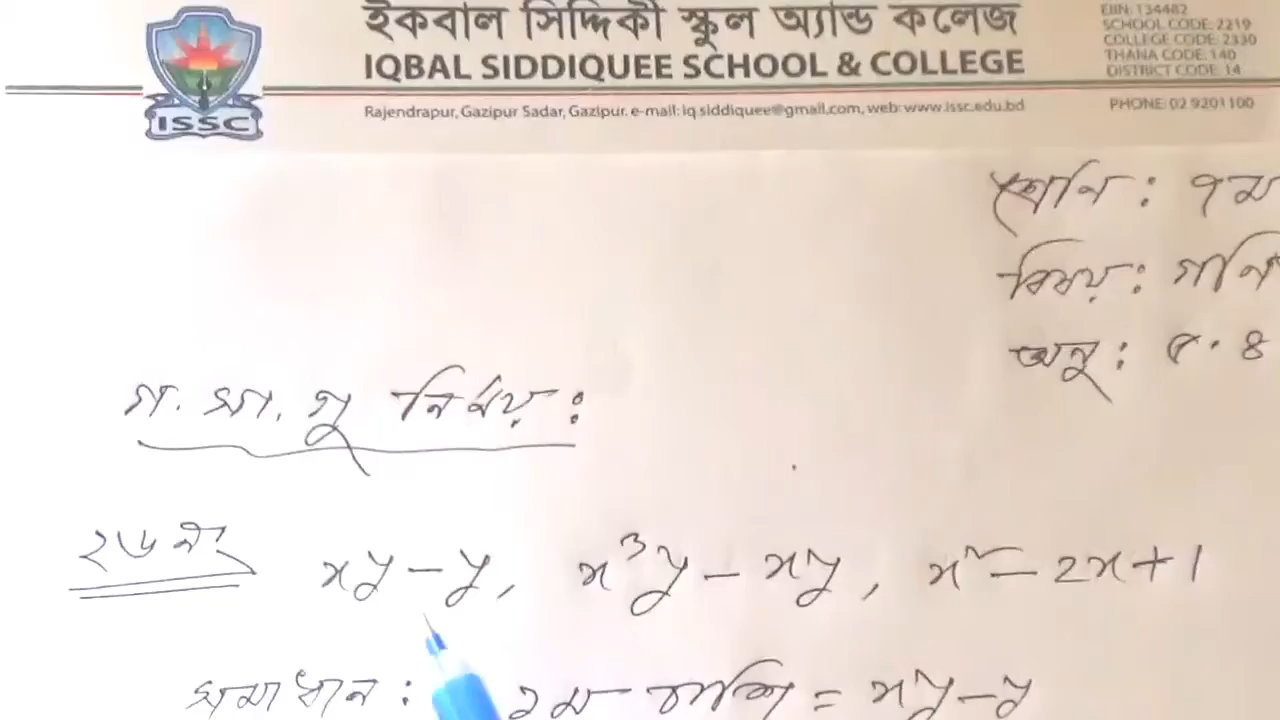 ইকবাল সিদ্দিকী স্কুল অ্যান্ড কলেজ
IQBAL SIDDIQUEE SCHOOL & COLLEGE
EIIN: 134482
SCHOOL CODE: 2219
COLLEGE CODE: 2330
THANA CODE: 140
DISTRICT CODE: 14
ISSC
Rajendrapur, Gazipur Sadar, Gazipur. e-mail: iq.siddiquee@gmail.com, web: www.issc.edu.bd
PHONE: 02 9201100
শ্রেণি : ৭ম
বিষয় : গণি
অনু : ৫.৪
গ. সা. গু নির্ণয় :
২৬ নং xy - y, x³y - xy, x² - 2x + 1
সমাধান : ১ম রাশি = xy - y